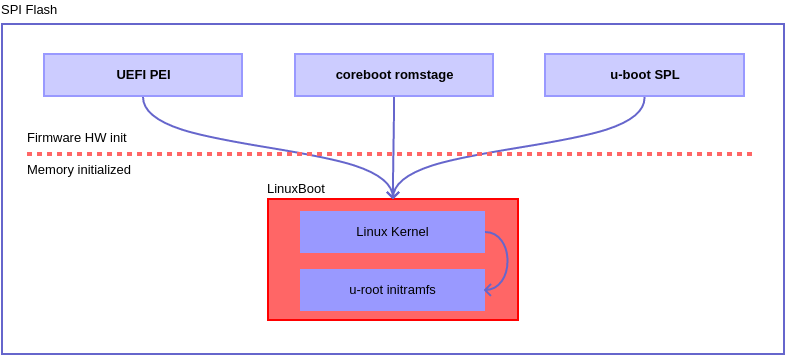 SPI Flash
UEFI PEI
coreboot romstage
u-boot SPL
Firmware HW init
Memory initialized
LinuxBoot
Linux Kernel
u-root initramfs